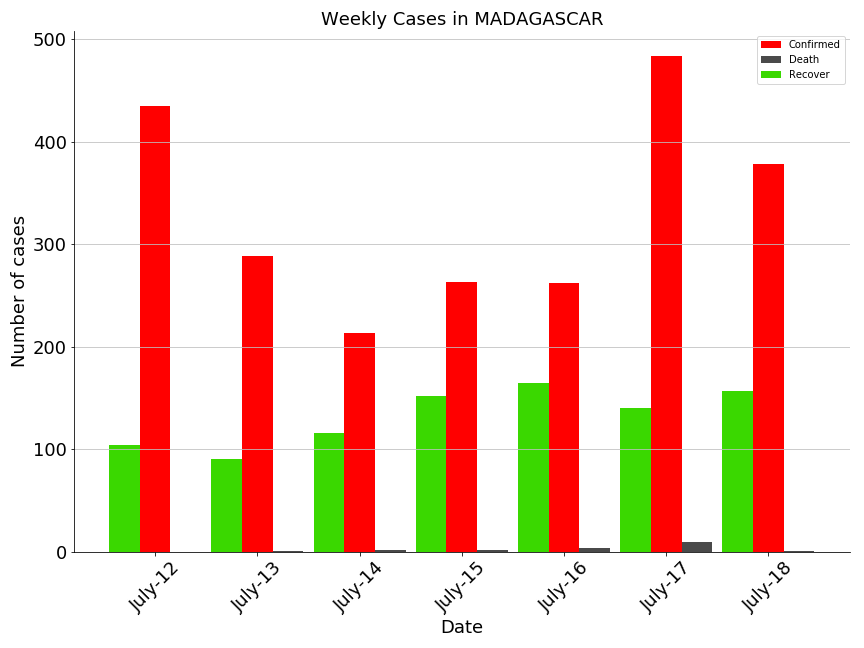 Weekly Cases in MADAGASCAR
Confirmed
Death
Recover
500
400
300
200
100
0
Number of cases
July-12
July-13
July-14
July-15
July-16
July-17
July-18
Date